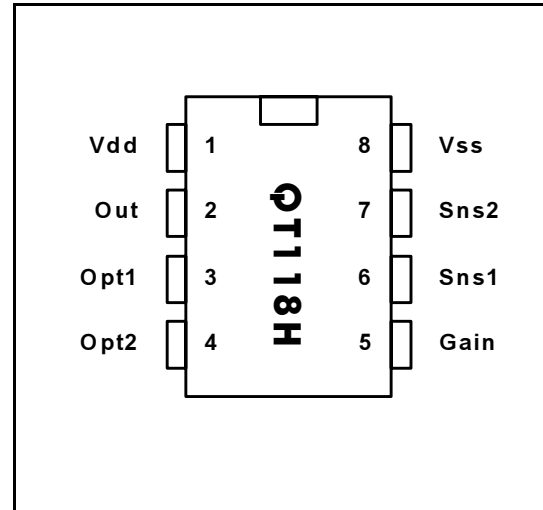 Vdd 1 8 Vss
Out 2 7 Sns2
Opt1 3 6 Sns1
Opt2 4 5 Gain
QT118H